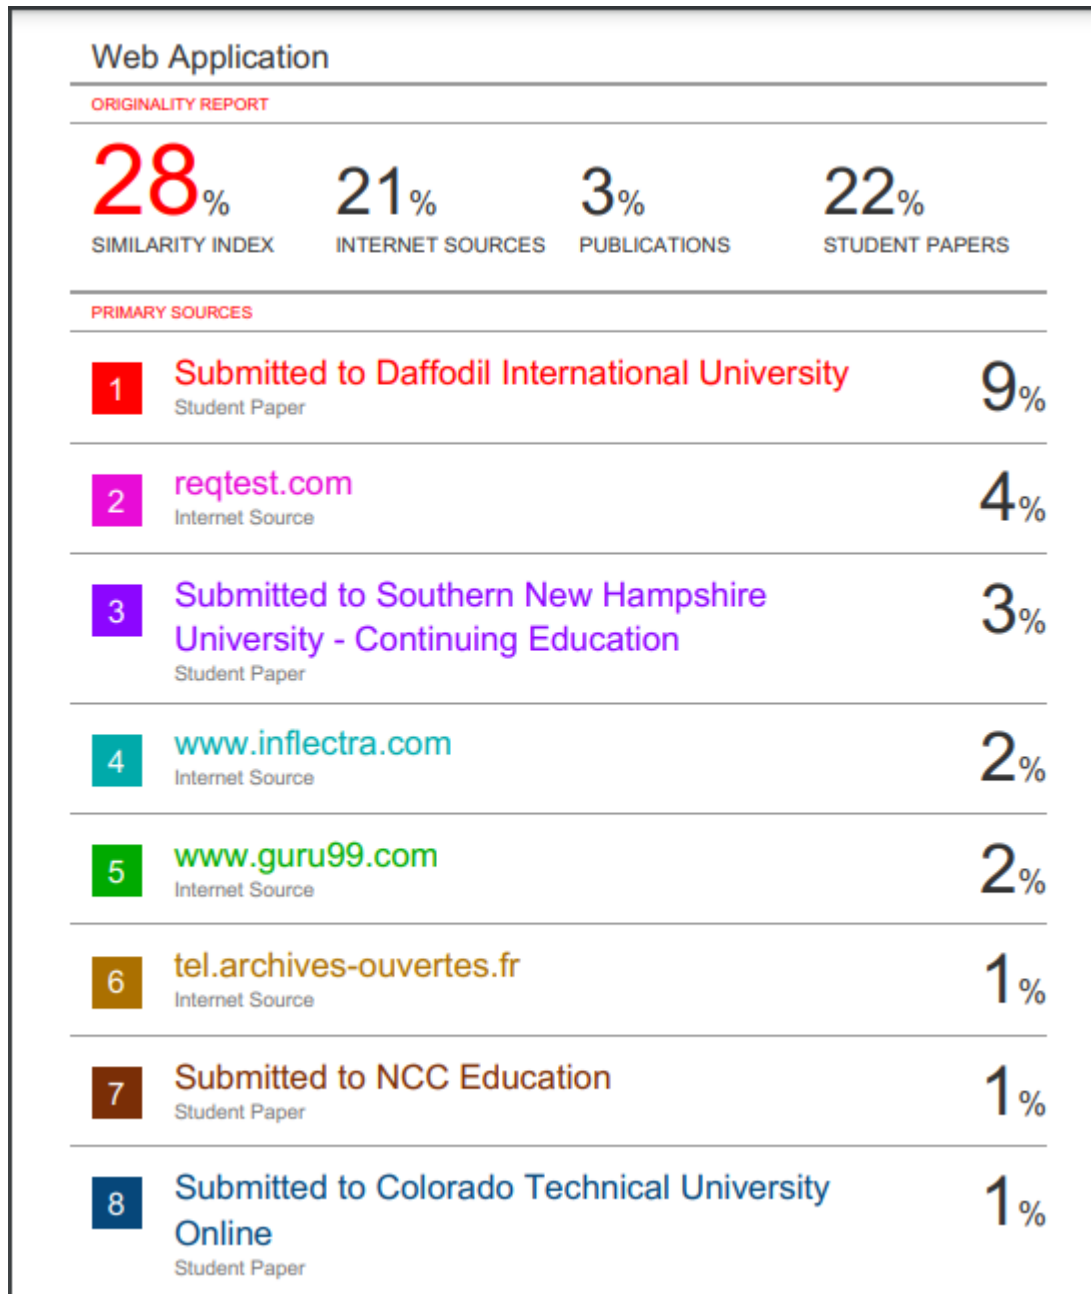 Web Application
ORIGINALITY REPORT
28% 21% 3% 22%
SIMILARITY INDEX INTERNET SOURCES PUBLICATIONS STUDENT PAPERS
PRIMARY SOURCES
1 Submitted to Daffodil International University 9%
Student Paper
2 reqtest.com 4%
Internet Source
3 Submitted to Southern New Hampshire 3%
University - Continuing Education
Student Paper
4 www.inflectra.com 2%
Internet Source
5 www.guru99.com 2%
Internet Source
6 tel.archives-ouvertes.fr 1%
Internet Source
7 Submitted to NCC Education 1%
Student Paper
8 Submitted to Colorado Technical University 1%
Online
Student Paper